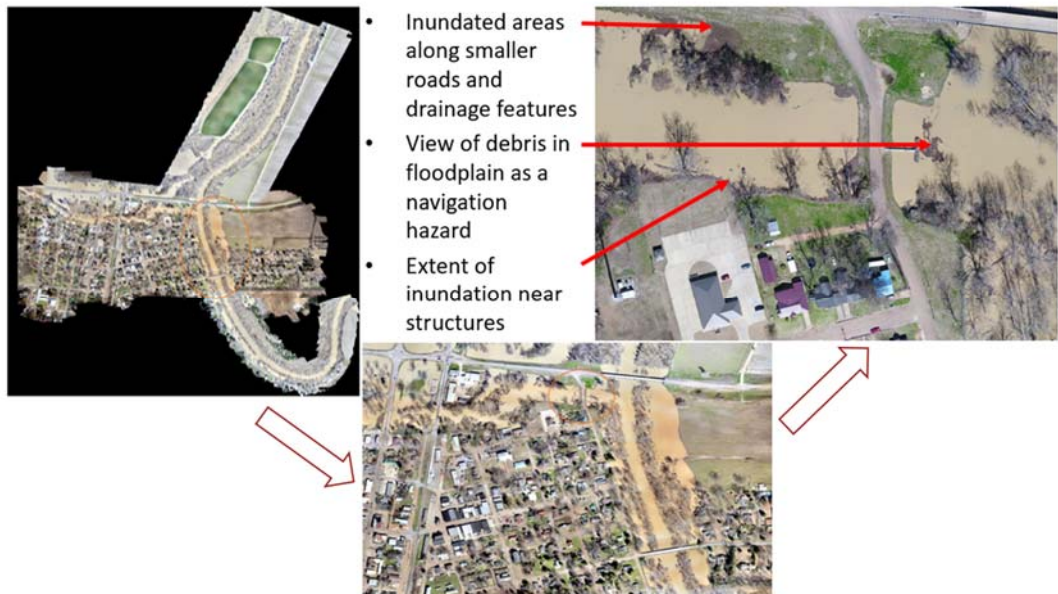 • Inundated areas
along smaller
roads and
drainage features
• View of debris in
floodplain as a
navigation
hazard
• Extent of
inundation near
structures